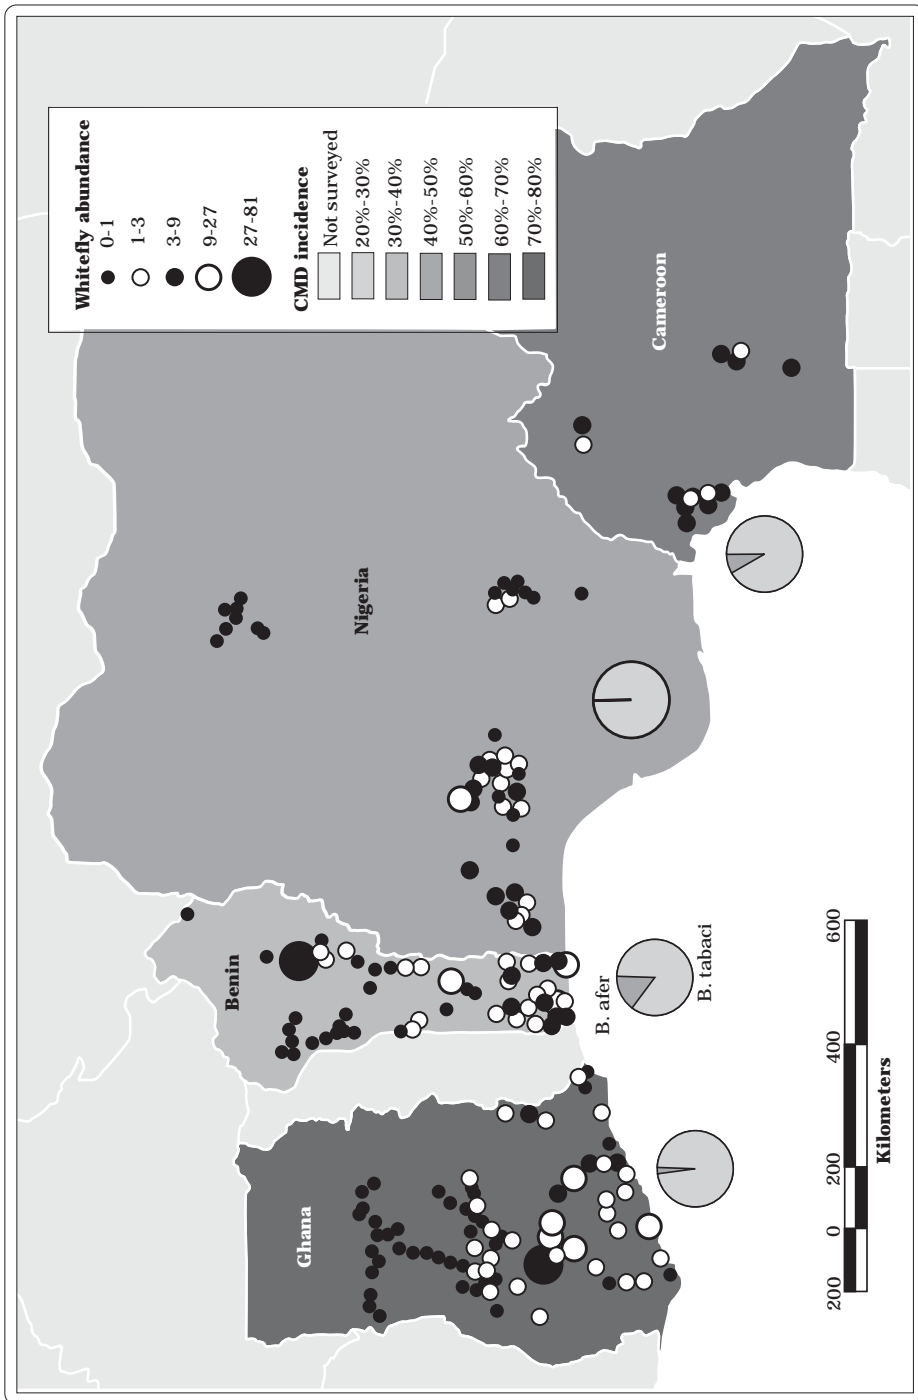 Whitefly abundance
0-1
1-3
3-9
9-27
27-81
CMD incidence
Not surveyed
20%-30%
30%-40%
40%-50%
50%-60%
60%-70%
70%-80%
Ghana
Benin
Nigeria
Cameroon
B. afer
B. tabaci
200 0 200 400 600
Kilometers